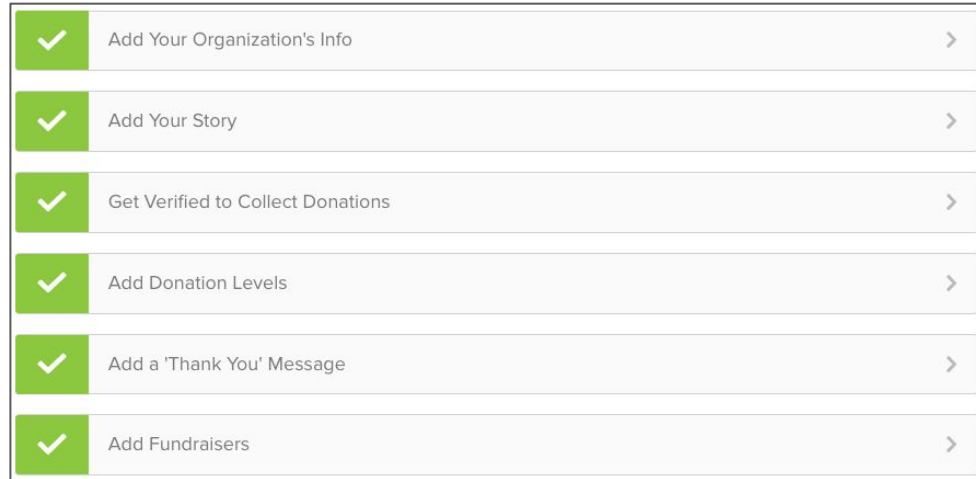 Add Your Organization's Info
Add Your Story
Get Verified to Collect Donations
Add Donation Levels
Add a 'Thank You' Message
Add Fundraisers